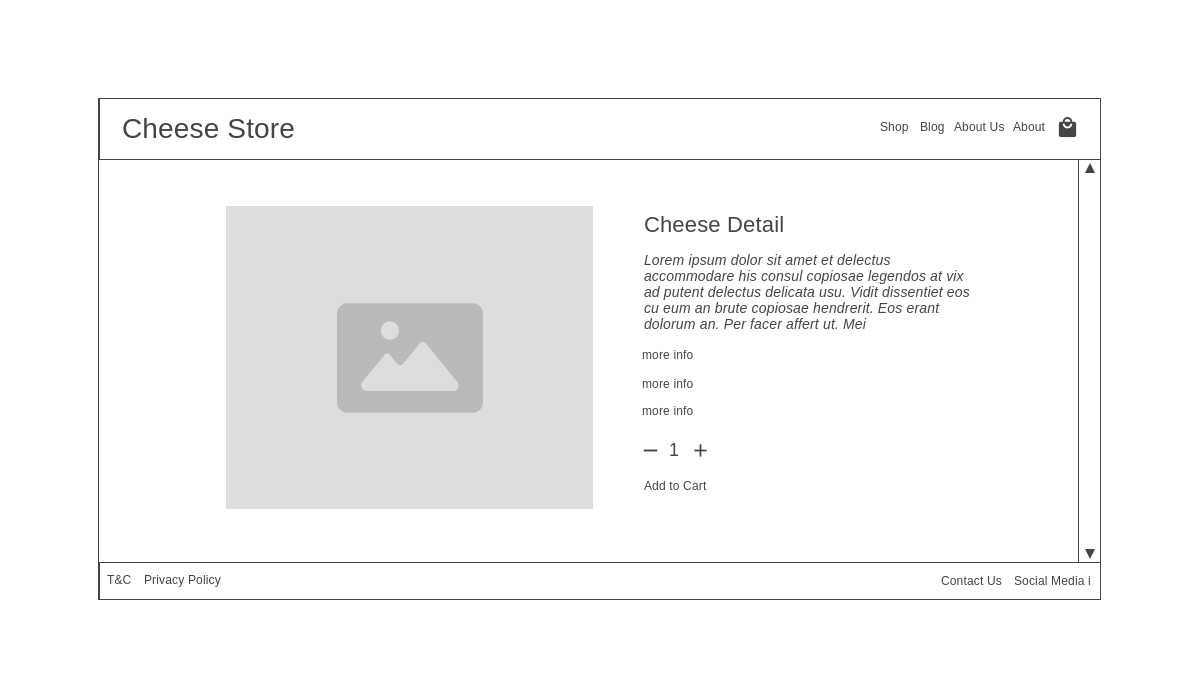 Cheese Store
Shop Blog About Us About
Cheese Detail
Lorem ipsum dolor sit amet et delectus
accommodare his consul copiosae legendos at vix
ad putent delectus delicata usu. Vidit dissentiet eos
cu eum an brute copiosae hendrerit. Eos erant
dolorum an. Per facer affert ut. Mei
more info
more info
more info
1
Add to Cart
T&C Privacy Policy
Contact Us Social Media i